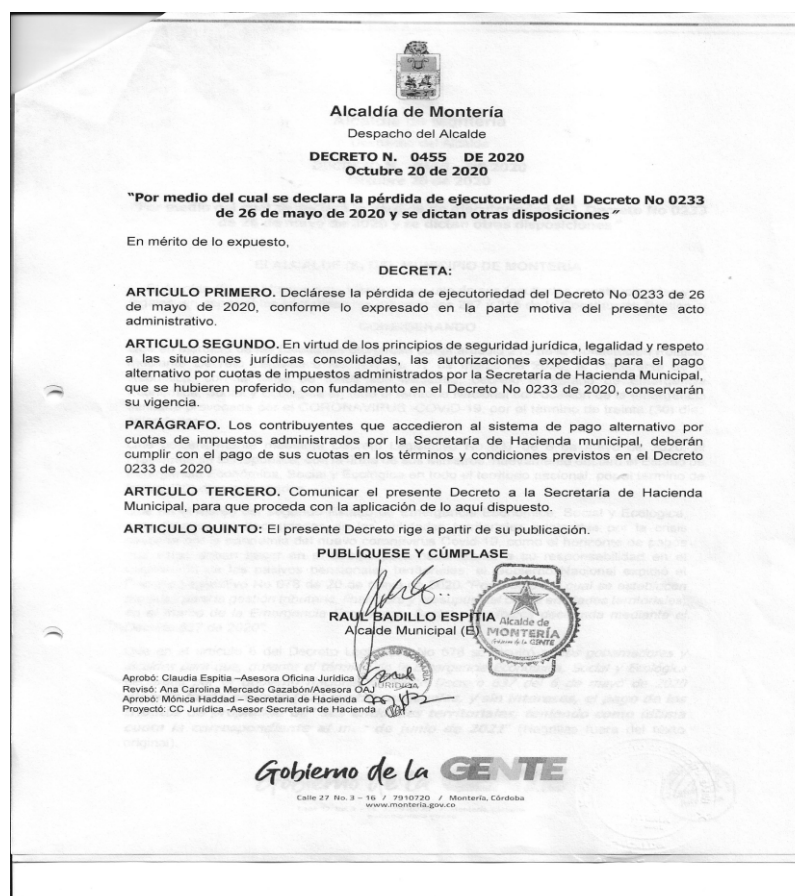 Alcaldía de Montería
Despacho del Alcalde
DECRETO N. 0455 DE 2020
Octubre 20 de 2020
"Por medio del cual se declara la pérdida de ejecutoriedad del Decreto No 0233
de 26 de mayo de 2020 y se dictan otras disposiciones"
En mérito de lo expuesto,
DECRETA:
ARTICULO PRIMERO. Declárese la pérdida de ejecutoriedad del Decreto No 0233 de 26
de mayo de 2020, conforme lo expresado en la parte motiva del presente acto
administrativo.
ARTICULO SEGUNDO. En virtud de los principios de seguridad jurídica, legalidad y respeto
a las situaciones jurídicas consolidadas, las autorizaciones expedidas para el pago
alternativo por cuotas de impuestos administrados por la Secretaría de Hacienda Municipal,
que se hubieren proferido, con fundamento en el Decreto No 0233 de 2020, conservarán
su vigencia.
PARÁGRAFO. Los contribuyentes que accedieron al sistema de pago alternativo por
cuotas de impuestos administrados por la Secretaría de Hacienda municipal, deberán
cumplir con el pago de sus cuotas en los términos y condiciones previstos en el Decreto
0233 de 2020
ARTICULO TERCERO. Comunicar el presente Decreto a la Secretaría de Hacienda
Municipal, para que proceda con la aplicación de lo aquí dispuesto.
ARTICULO QUINTO: El presente Decreto rige a partir de su publicación.
PUBLÍQUESE Y CÚMPLASE
RAUL BADILLO ESPITIA
Alcalde Municipal (E)
Alcalde de
MONTERÍA
Gobierno de la GENTE
Aprobó: Claudia Espitia –Asesora Oficina Jurídica
Revisó: Ana Carolina Mercado Gazabón/Asesora OAJ
Aprobó: Mónica Haddad – Secretaria de Hacienda
Proyectó: CC Jurídica -Asesor Secretaria de Hacienda
JURIDICA
Gobierno de la GENTE
Calle 27 No. 3 – 16 / 7910720 / Montería, Córdoba
www.monteria.gov.co